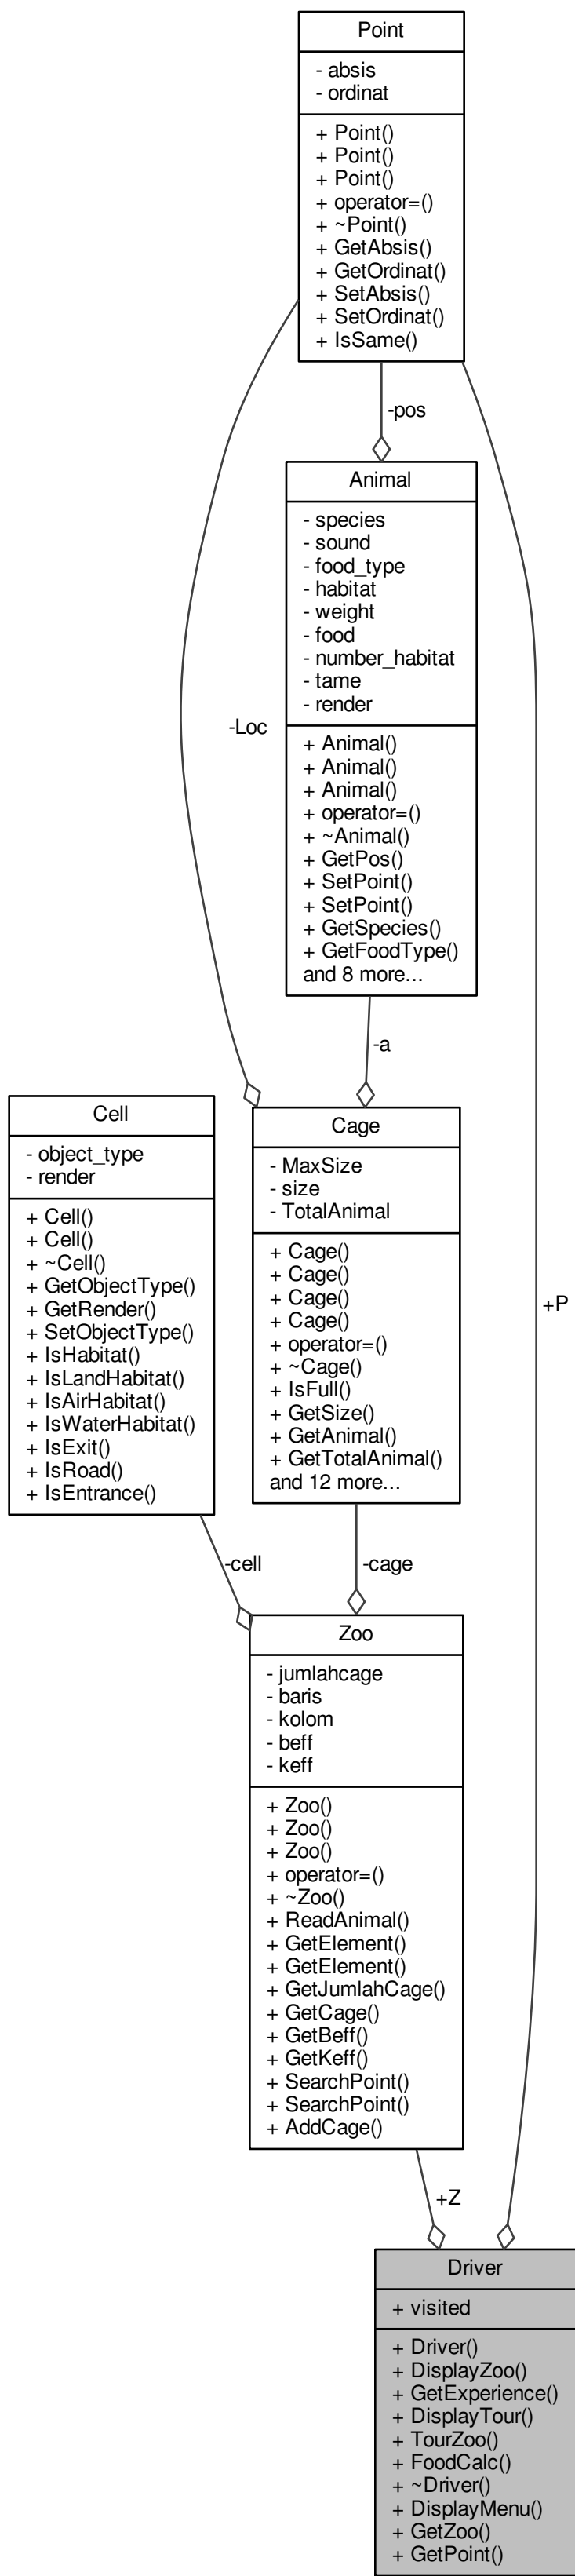 Point
- absis
- ordinat
+ Point()
+ Point()
+ Point()
+ operator=()
+ ~Point()
+ GetAbsis()
+ GetOrdinat()
+ SetAbsis()
+ SetOrdinat()
+ IsSame()
-pos
Animal
- species
- sound
- food_type
- habitat
- weight
- food
- number_habitat
- tame
- render
+ Animal()
+ Animal()
+ Animal()
+ operator=()
+ ~Animal()
+ GetPos()
+ SetPoint()
+ SetPoint()
+ GetSpecies()
+ GetFoodType()
and 8 more...
-Loc
-a
Cell
- object_type
- render
+ Cell()
+ Cell()
+ ~Cell()
+ GetObjectType()
+ GetRender()
+ SetObjectType()
+ IsHabitat()
+ IsLandHabitat()
+ IsAirHabitat()
+ IsWaterHabitat()
+ IsExit()
+ IsRoad()
+ IsEntrance()
Cage
- MaxSize
- size
- TotalAnimal
+ Cage()
+ Cage()
+ Cage()
+ Cage()
+ operator=()
+ ~Cage()
+ IsFull()
+ GetSize()
+ GetAnimal()
+ GetTotalAnimal()
and 12 more...
+P
-cell
-cage
Zoo
- jumlahcage
- baris
- kolom
- beff
- keff
+ Zoo()
+ Zoo()
+ Zoo()
+ operator=()
+ ~Zoo()
+ ReadAnimal()
+ GetElement()
+ GetElement()
+ GetJumlahCage()
+ GetCage()
+ GetBeff()
+ GetKeff()
+ SearchPoint()
+ SearchPoint()
+ AddCage()
+Z
Driver
+ visited
+ Driver()
+ DisplayZoo()
+ GetExperience()
+ DisplayTour()
+ TourZoo()
+ FoodCalc()
+ ~Driver()
+ DisplayMenu()
+ GetZoo()
+ GetPoint()